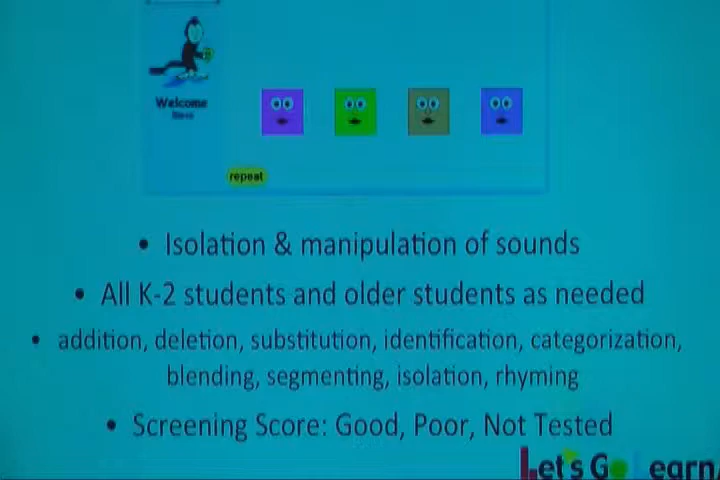 Welcome
repeat
• Isolation & manipulation of sounds
• All K-2 students and older students as needed
• addition, deletion, substitution, identification, categorization,
blending, segmenting, isolation, rhyming
• Screening Score: Good, Poor, Not Tested
Let's Go Learn